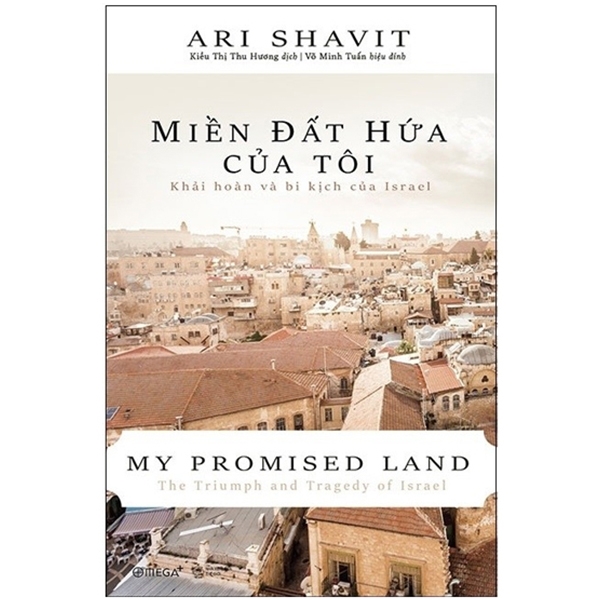 ARI SHAVIT
Kiều Thị Thu Hương dịch | Võ Minh Tuấn hiệu đính
MIỀN ĐẤT HỨA
CỦA TÔI
Khải hoàn và bi kịch của Israel
MY PROMISED LAND
The Triumph and Tragedy of Israel
OMEGA+